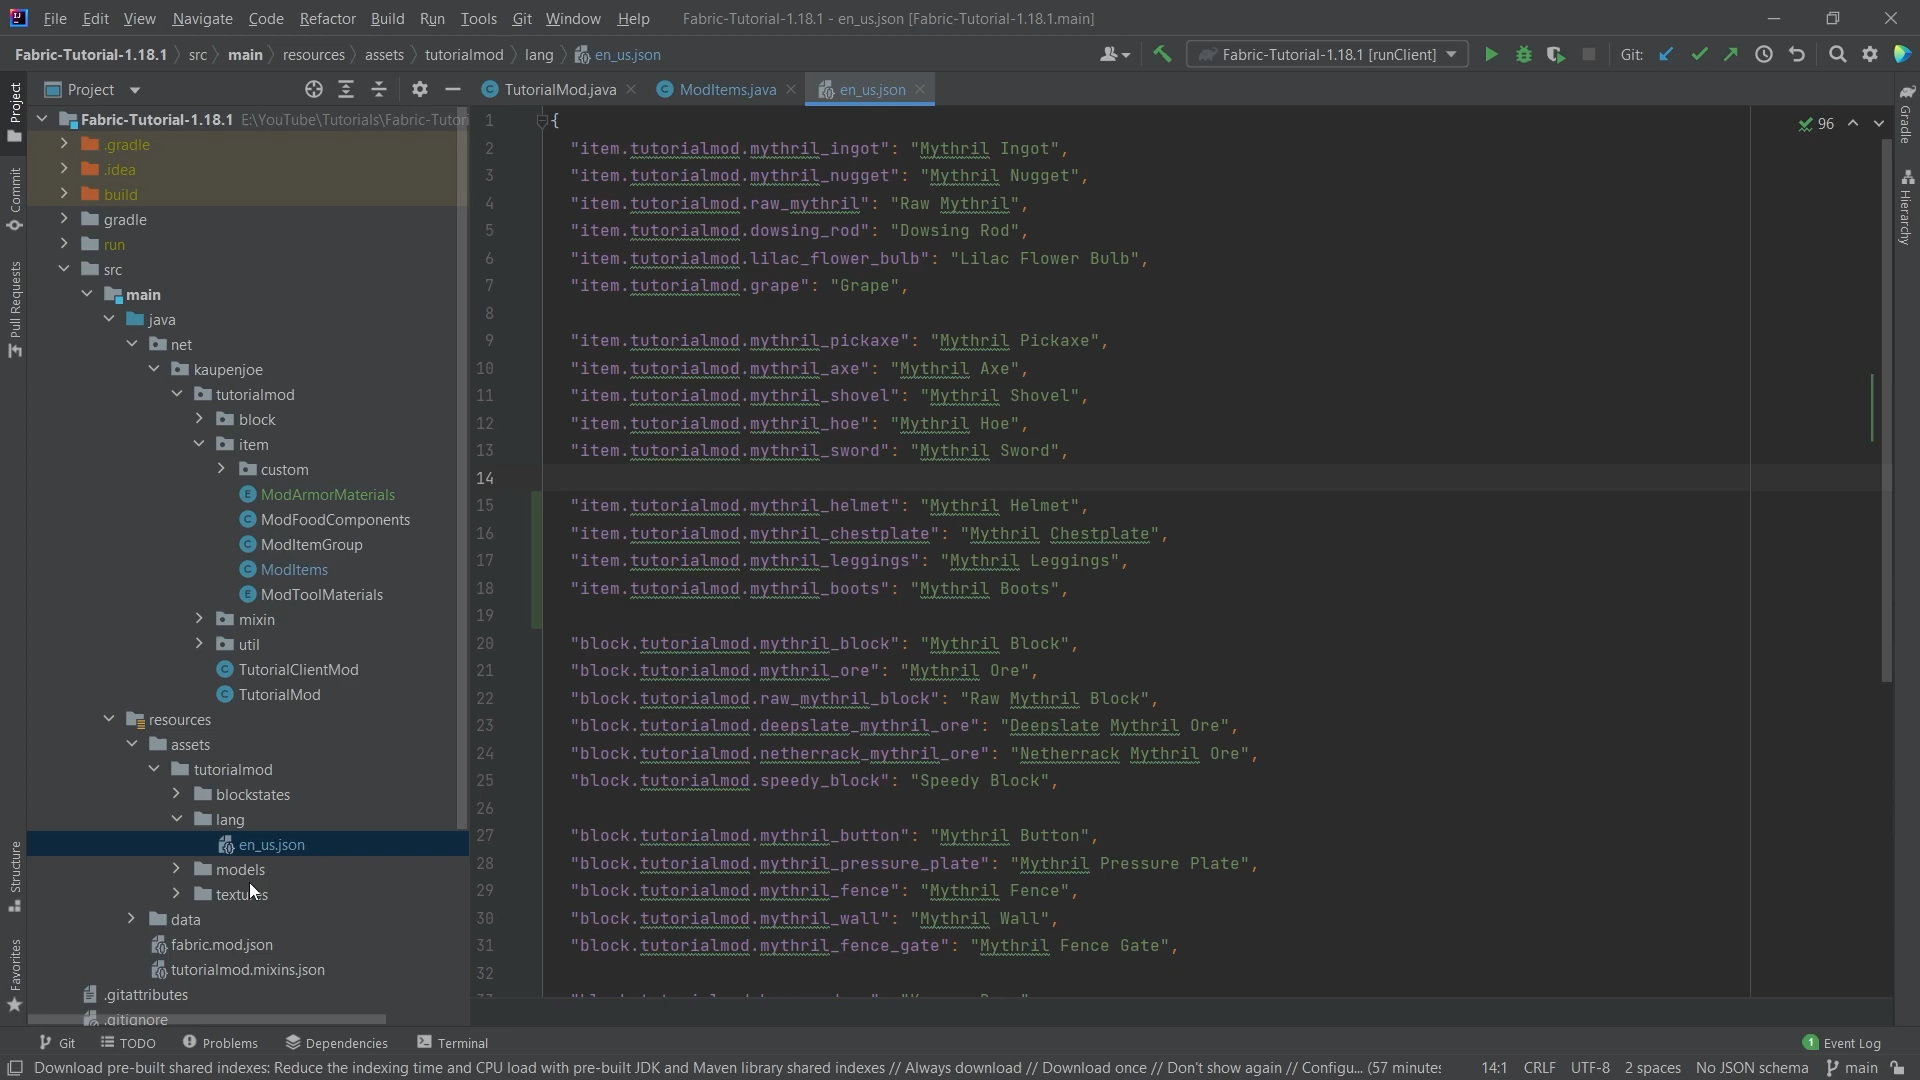 File Edit View Navigate Code Refactor Build Run Tools Git Window Help Fabric-Tutorial-1.18.1 - en_us.json [Fabric-Tutorial-1.18.1.main]
Fabric-Tutorial-1.18.1 src main resources assets tutorialmod lang en_us.json Fabric-Tutorial-1.18.1 [runClient] Git:
Project TutorialMod.java ModItems.java en_us.json
Project
Commit
Pull Requests
Structure
Favorites
Fabric-Tutorial-1.18.1 E:\YouTube\Tutorials\Fabric-Tutor
.gradle
.idea
build
gradle
run
src
main
java
net
kaupenjoe
tutorialmod
block
item
custom
ModArmorMaterials
ModFoodComponents
ModItemGroup
ModItems
ModToolMaterials
mixin
util
TutorialClientMod
TutorialMod
resources
assets
tutorialmod
blockstates
lang
en_us.json
models
textures
data
fabric.mod.json
tutorialmod.mixins.json
.gitattributes
.gitignore
96
1 {
2 "item.tutorialmod.mythril_ingot": "Mythril Ingot",
3 "item.tutorialmod.mythril_nugget": "Mythril Nugget",
4 "item.tutorialmod.raw_mythril": "Raw Mythril",
5 "item.tutorialmod.dowsing_rod": "Dowsing Rod",
6 "item.tutorialmod.lilac_flower_bulb": "Lilac Flower Bulb",
7 "item.tutorialmod.grape": "Grape",
8
9 "item.tutorialmod.mythril_pickaxe": "Mythril Pickaxe",
10 "item.tutorialmod.mythril_axe": "Mythril Axe",
11 "item.tutorialmod.mythril_shovel": "Mythril Shovel",
12 "item.tutorialmod.mythril_hoe": "Mythril Hoe",
13 "item.tutorialmod.mythril_sword": "Mythril Sword",
14
15 "item.tutorialmod.mythril_helmet": "Mythril Helmet",
16 "item.tutorialmod.mythril_chestplate": "Mythril Chestplate",
17 "item.tutorialmod.mythril_leggings": "Mythril Leggings",
18 "item.tutorialmod.mythril_boots": "Mythril Boots",
19
20 "block.tutorialmod.mythril_block": "Mythril Block",
21 "block.tutorialmod.mythril_ore": "Mythril Ore",
22 "block.tutorialmod.raw_mythril_block": "Raw Mythril Block",
23 "block.tutorialmod.deepslate_mythril_ore": "Deepslate Mythril Ore",
24 "block.tutorialmod.netherrack_mythril_ore": "Netherrack Mythril Ore",
25 "block.tutorialmod.speedy_block": "Speedy Block",
26
27 "block.tutorialmod.mythril_button": "Mythril Button",
28 "block.tutorialmod.mythril_pressure_plate": "Mythril Pressure Plate",
29 "block.tutorialmod.mythril_fence": "Mythril Fence",
30 "block.tutorialmod.mythril_wall": "Mythril Wall",
31 "block.tutorialmod.mythril_fence_gate": "Mythril Fence Gate",
32
Gradle
Hierarchy
Git TODO Problems Dependencies Terminal 1 Event Log
Download pre-built shared indexes: Reduce the indexing time and CPU load with pre-built JDK and Maven library shared indexes // Always download // Download once // Don't show again // Configu... (57 minutes 14:1 CRLF UTF-8 2 spaces No JSON schema main